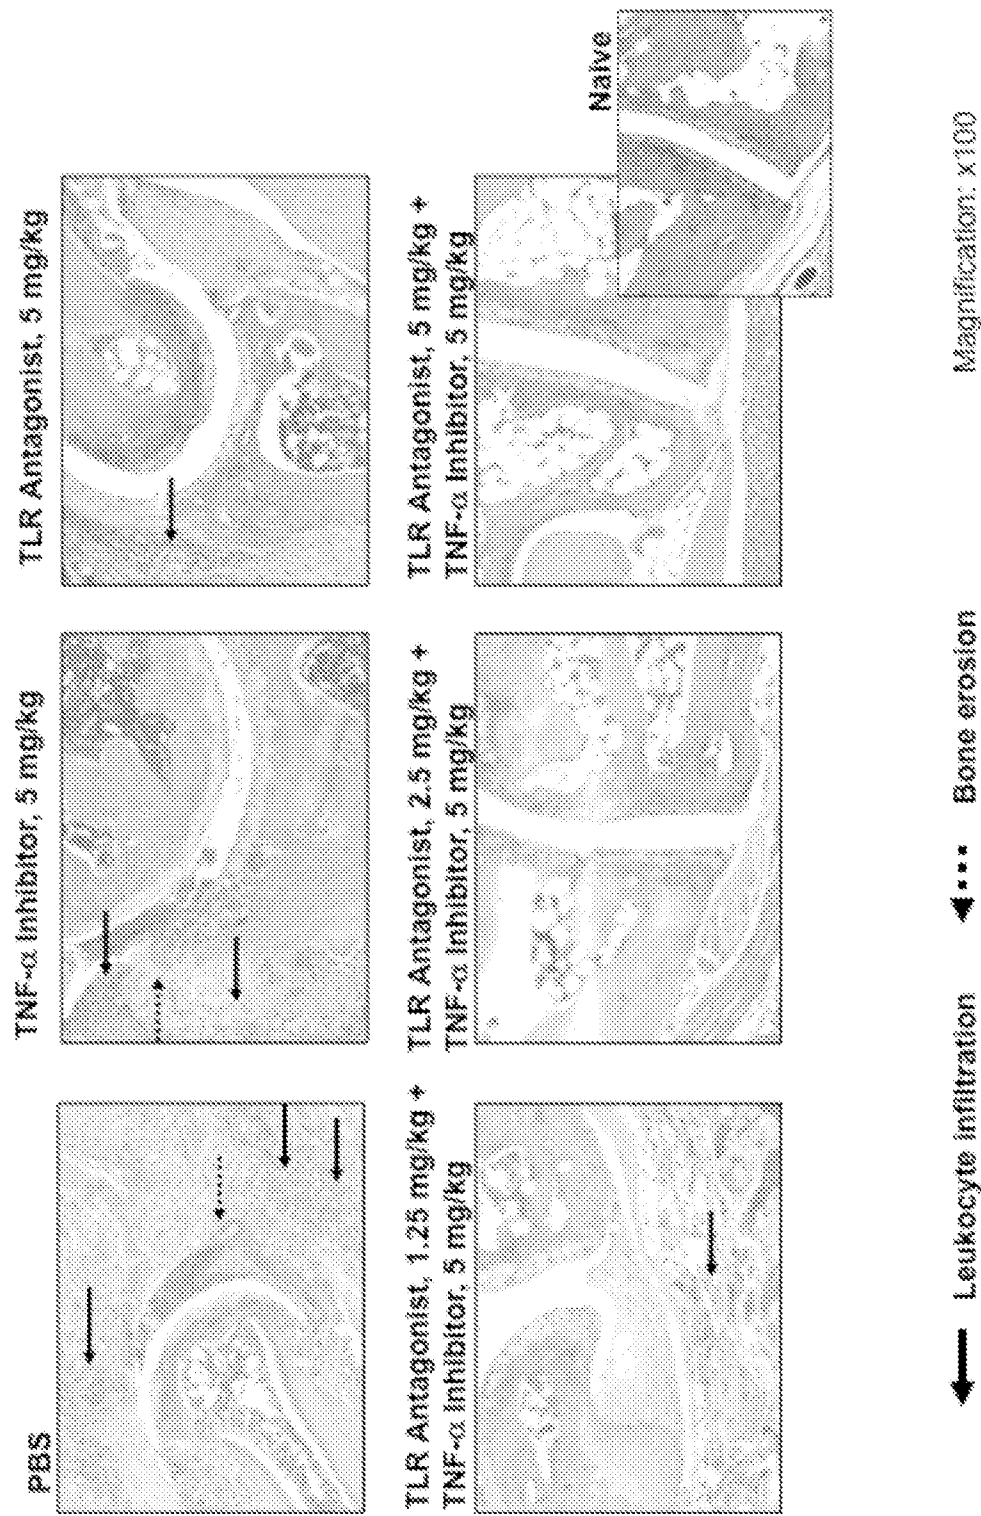 PBS
TNF-α Inhibitor, 5 mg/kg
TLR Antagonist, 5 mg/kg
TLR Antagonist, 1.25 mg/kg +
TNF-α Inhibitor, 5 mg/kg
TLR Antagonist, 2.5 mg/kg +
TNF-α Inhibitor, 5 mg/kg
TLR Antagonist, 5 mg/kg +
TNF-α Inhibitor, 5 mg/kg
Naïve
Leukocyte infiltration
Bone erosion
Magnification: x100